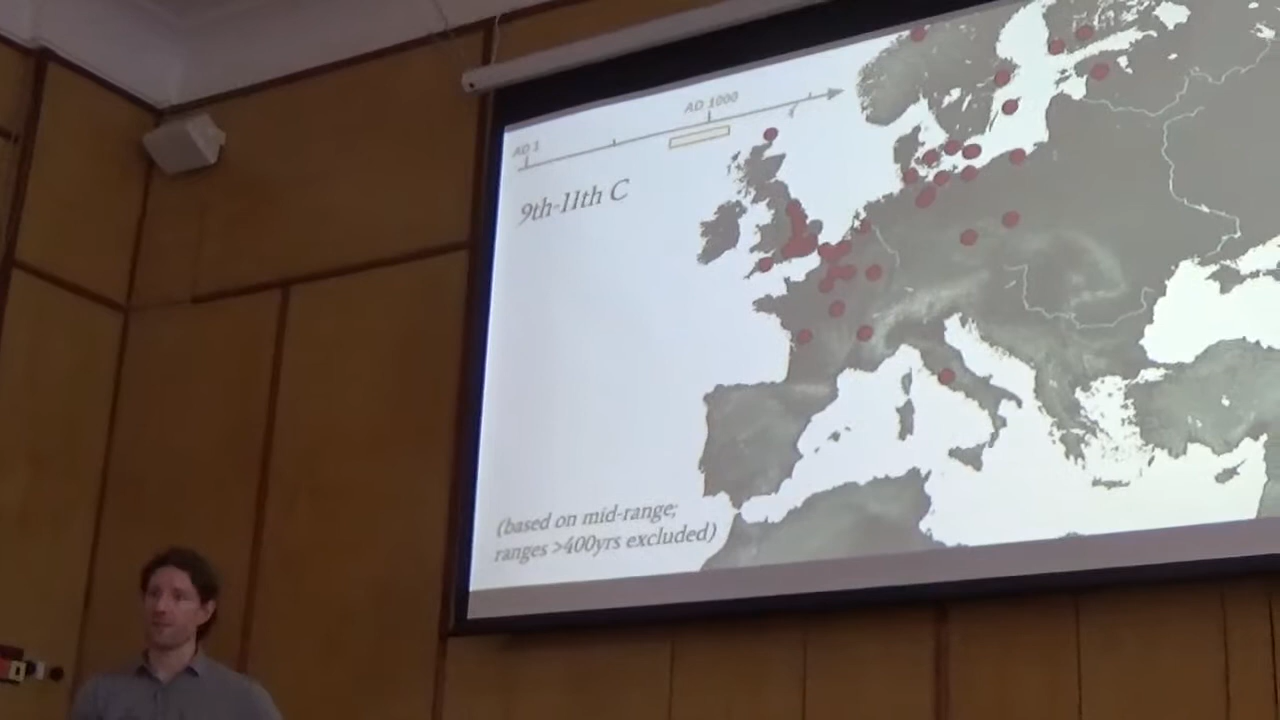 AD 1
AD 1000
9th-11th C
(based on mid-range;
ranges >400yrs excluded)